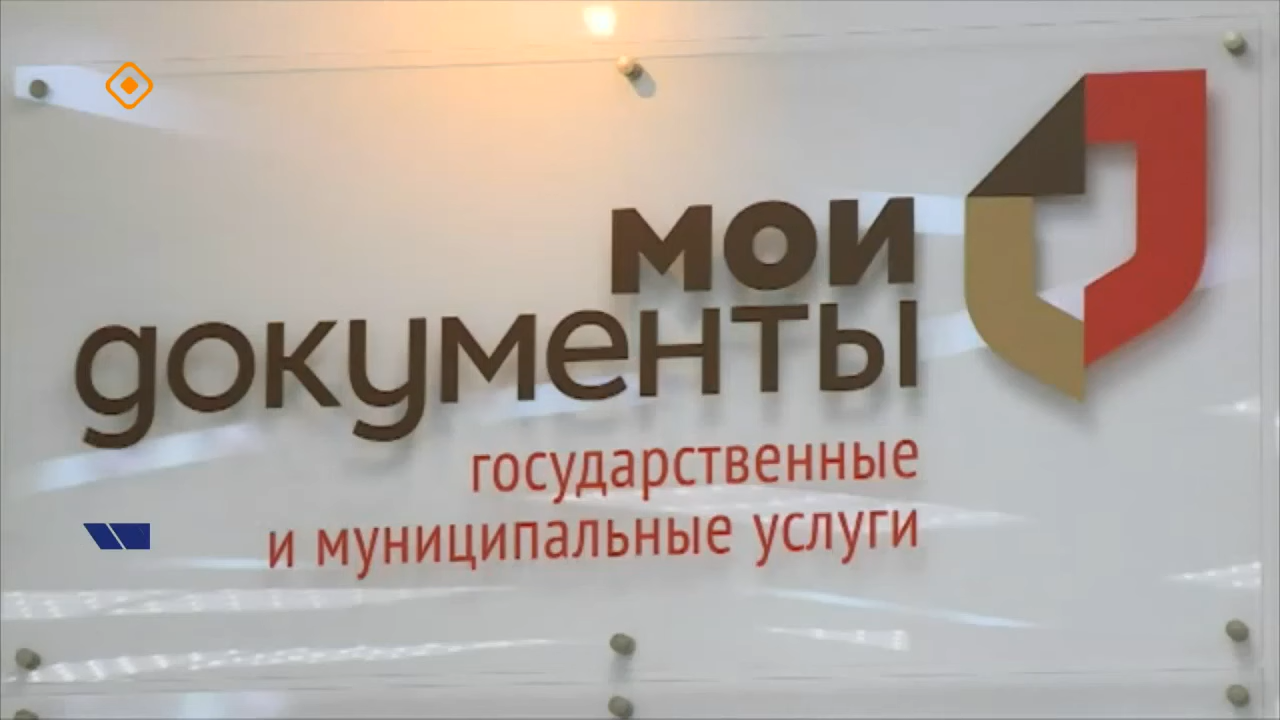 мои
документы
государственные
и муниципальные услуги